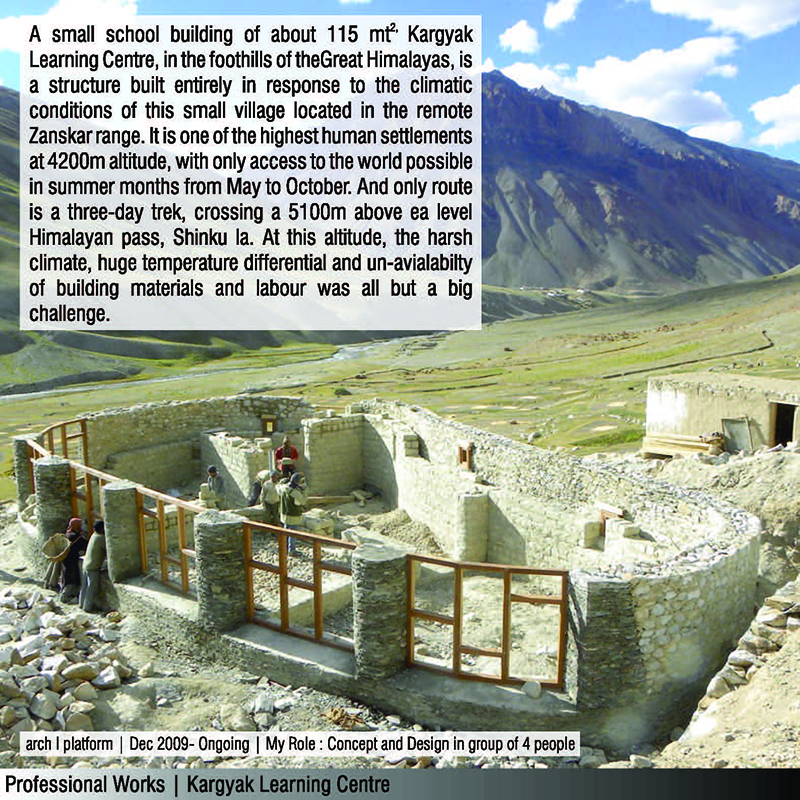 A small school building of about 115 mt², Kargyak
Learning Centre, in the foothills of theGreat Himalayas, is
a structure built entirely in response to the climatic
conditions of this small village located in the remote
Zanskar range. It is one of the highest human settlements
at 4200m altitude, with only access to the world possible
in summer months from May to October. And only route
is a three-day trek, crossing a 5100m above ea level
Himalayan pass, Shinku la. At this altitude, the harsh
climate, huge temperature differential and un-avialabilty
of building materials and labour was all but a big
challenge.
arch I platform | Dec 2009- Ongoing | My Role : Concept and Design in group of 4 people
Professional Works | Kargyak Learning Centre